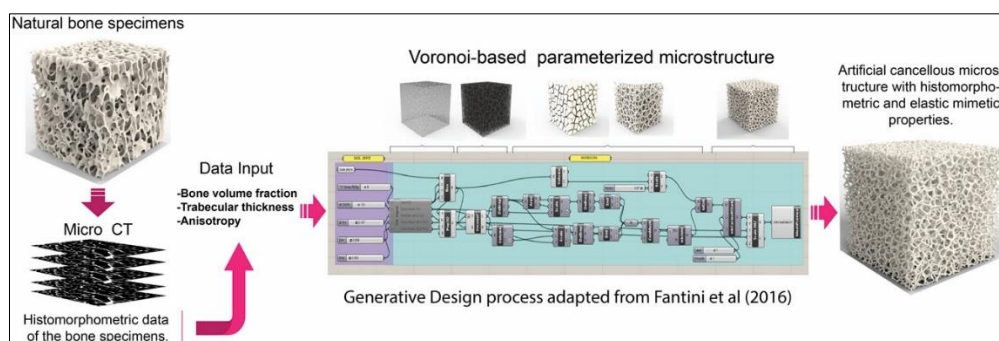 Natural bone specimens
Micro CT
Histomorphometric data
of the bone specimens.
Data Input
-Bone volume fraction
-Trabecular thickness
-Anisotropy
Voronoi-based parameterized microstructure
Generative Design process adapted from Fantini et al (2016)
Artificial cancellous micros-
tructure with histomorpho-
metric and elastic mimetic
properties.